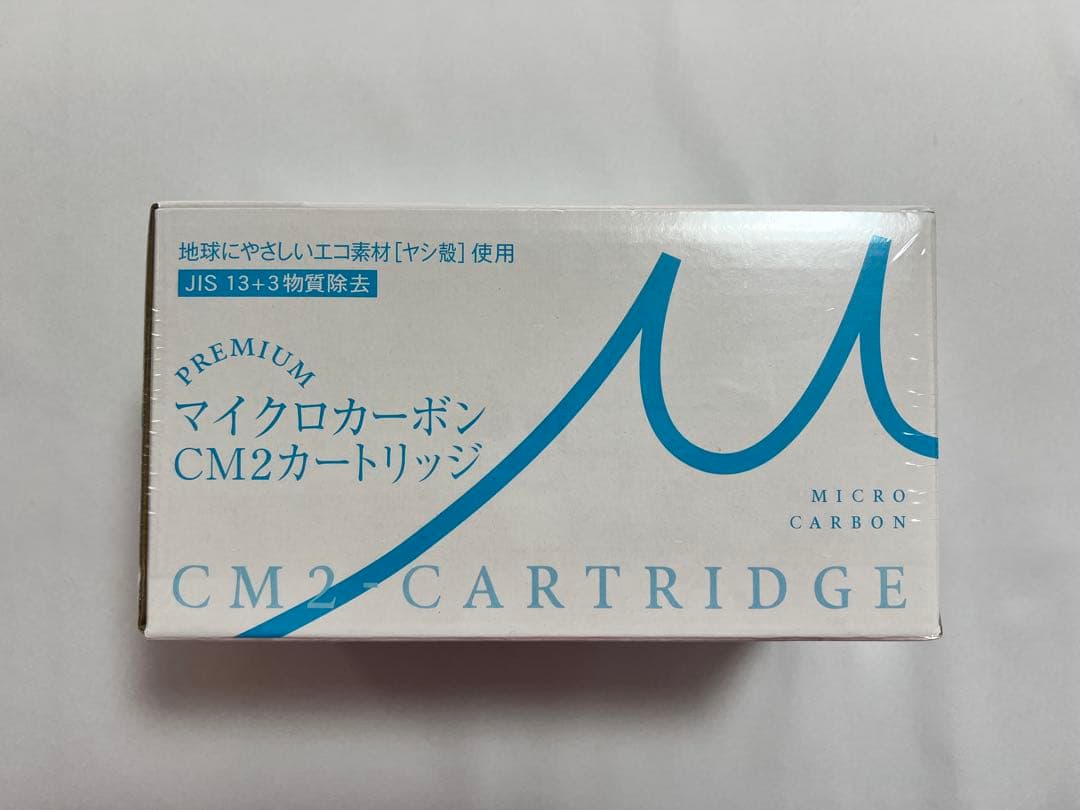 地球にやさしいエコ素材[ヤシ殻]使用
JIS 13+3物質除去
PREMIUM
マイクロカーボン
CM2カートリッジ
MICRO
CARBON
CM2-CARTRIDGE